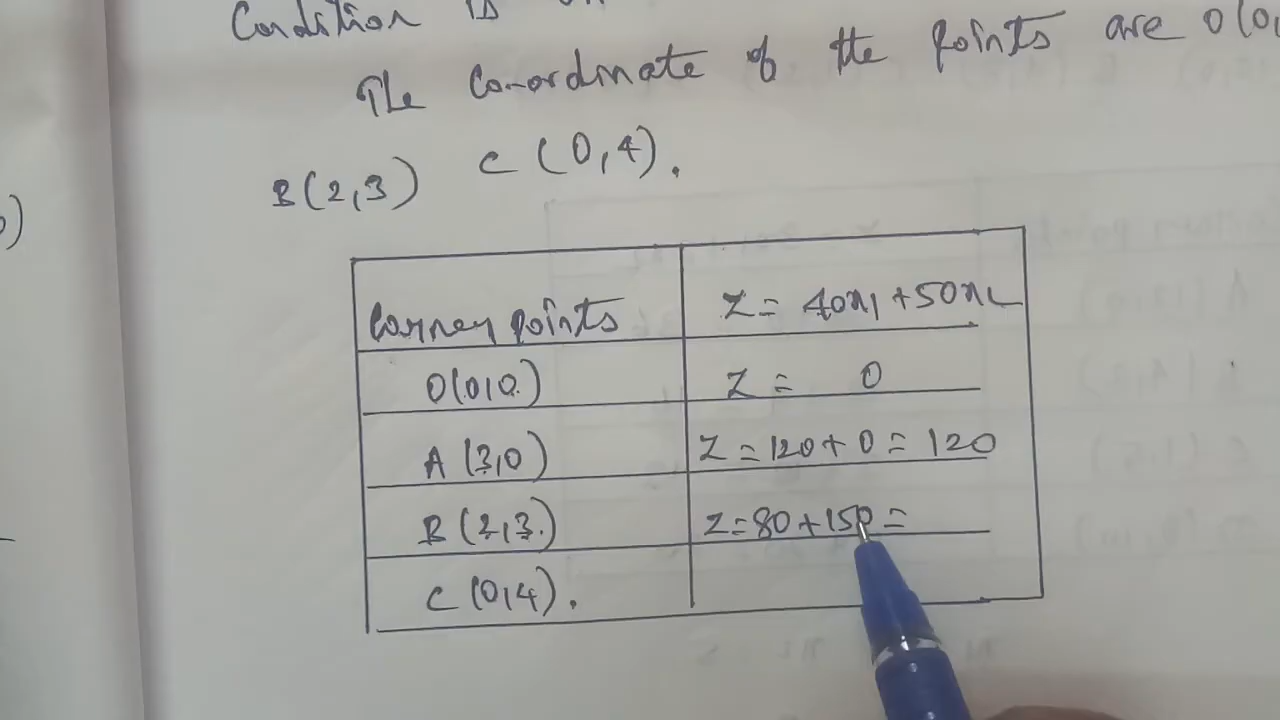 Condition is
The Co-ordinate of the points are O(0,
B(2,3) C(0,4).
Corner points Z = 40x1 + 50x2
O(0,0) Z = 0
A (3,0) Z = 120 + 0 = 120
B (2,3) Z = 80 + 150 =
C (0,4).